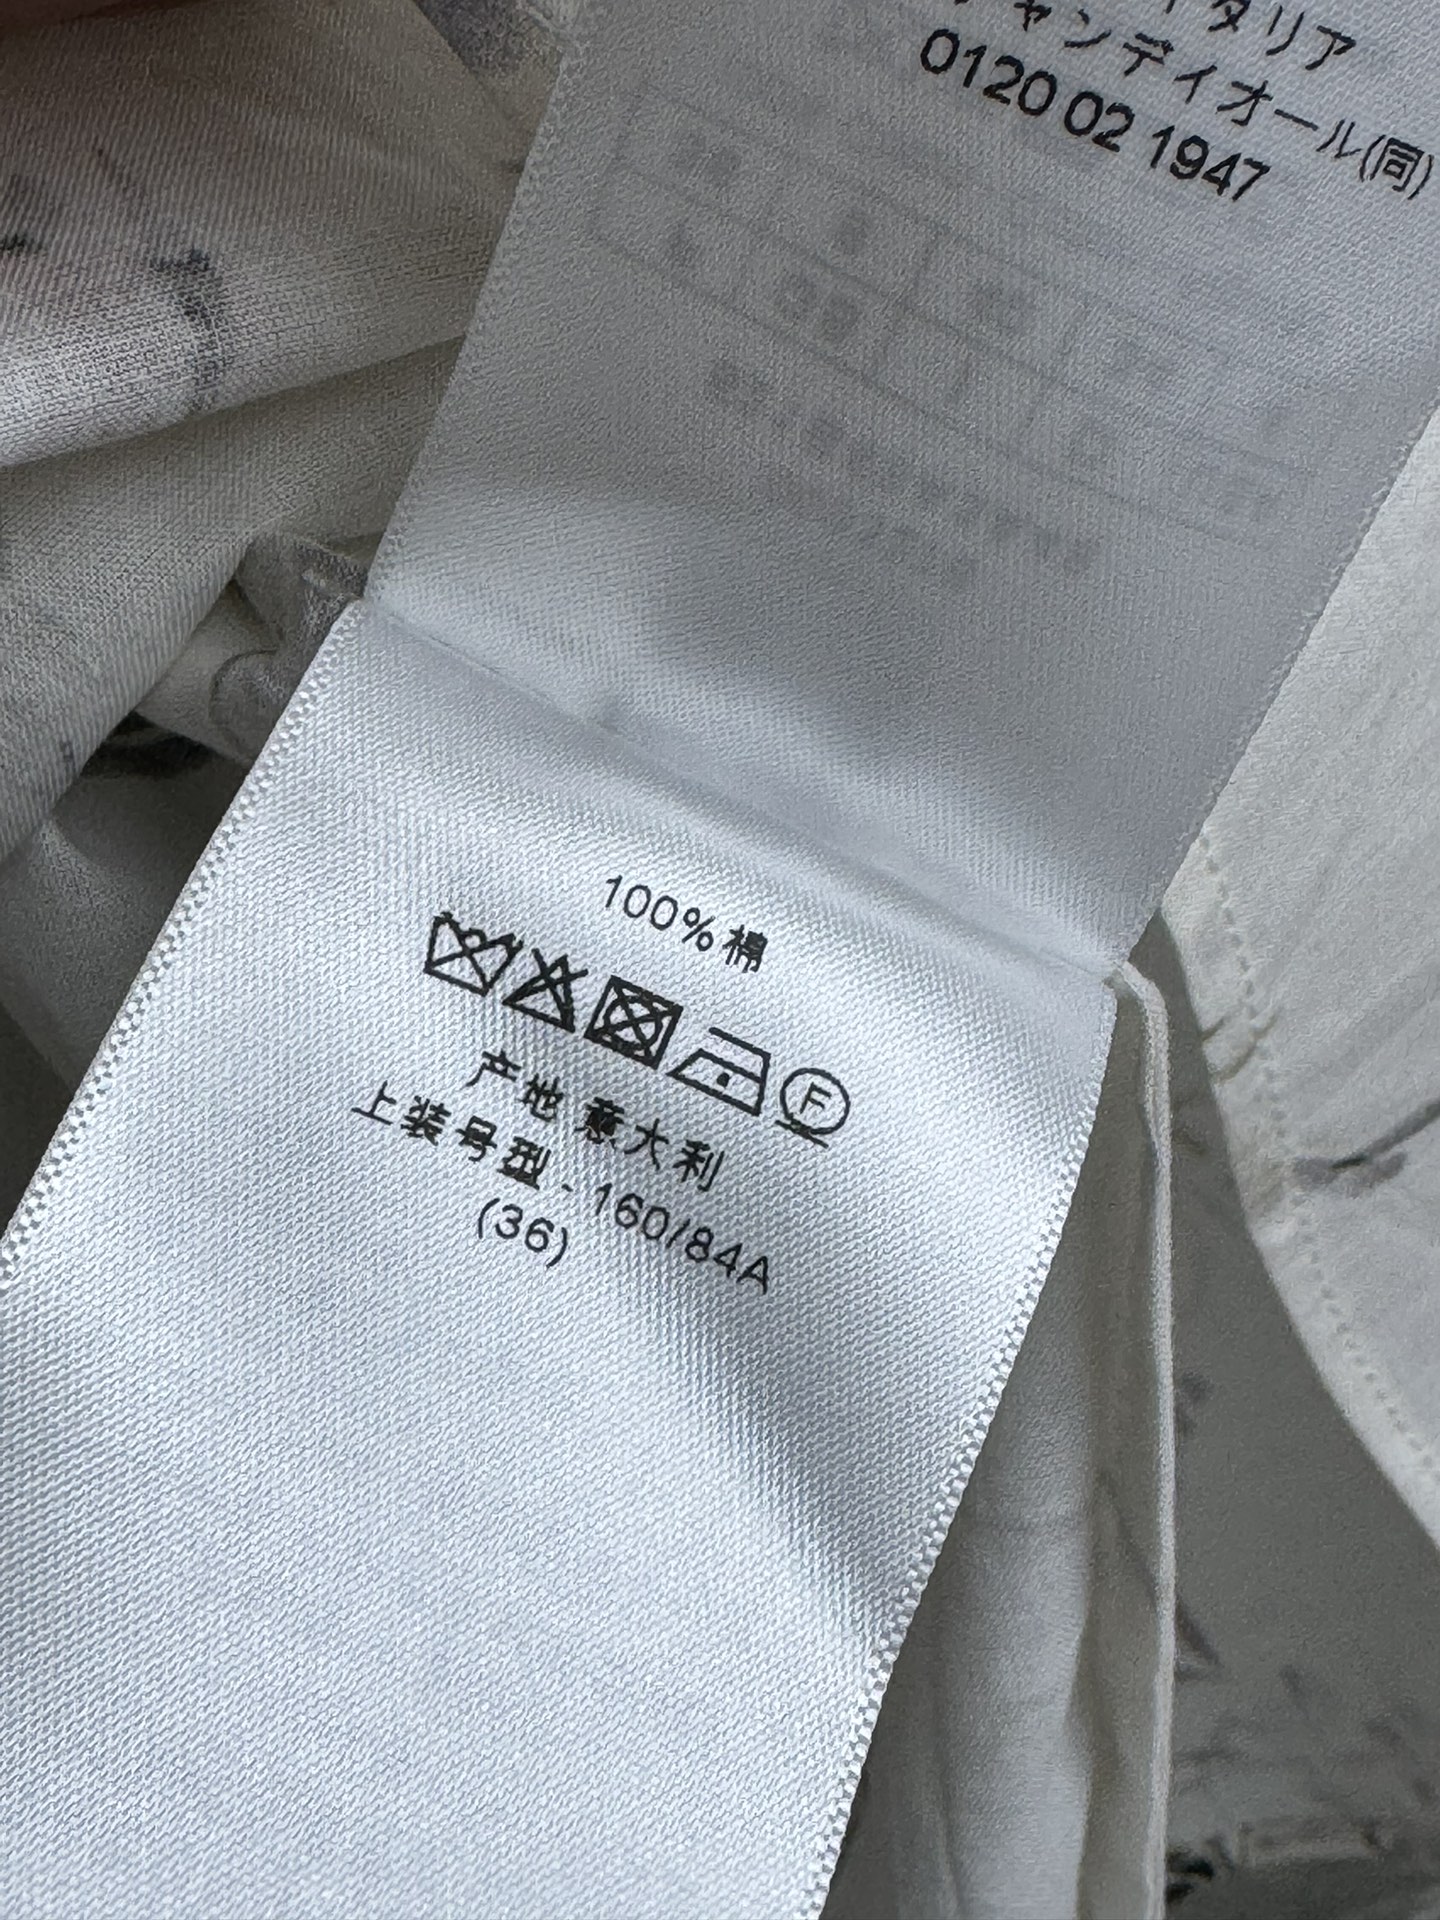 イタリア
ャンディオール(同)
0120 02 1947
100%棉
F
产地 意大利
上装号型 - 160/84A
(36)